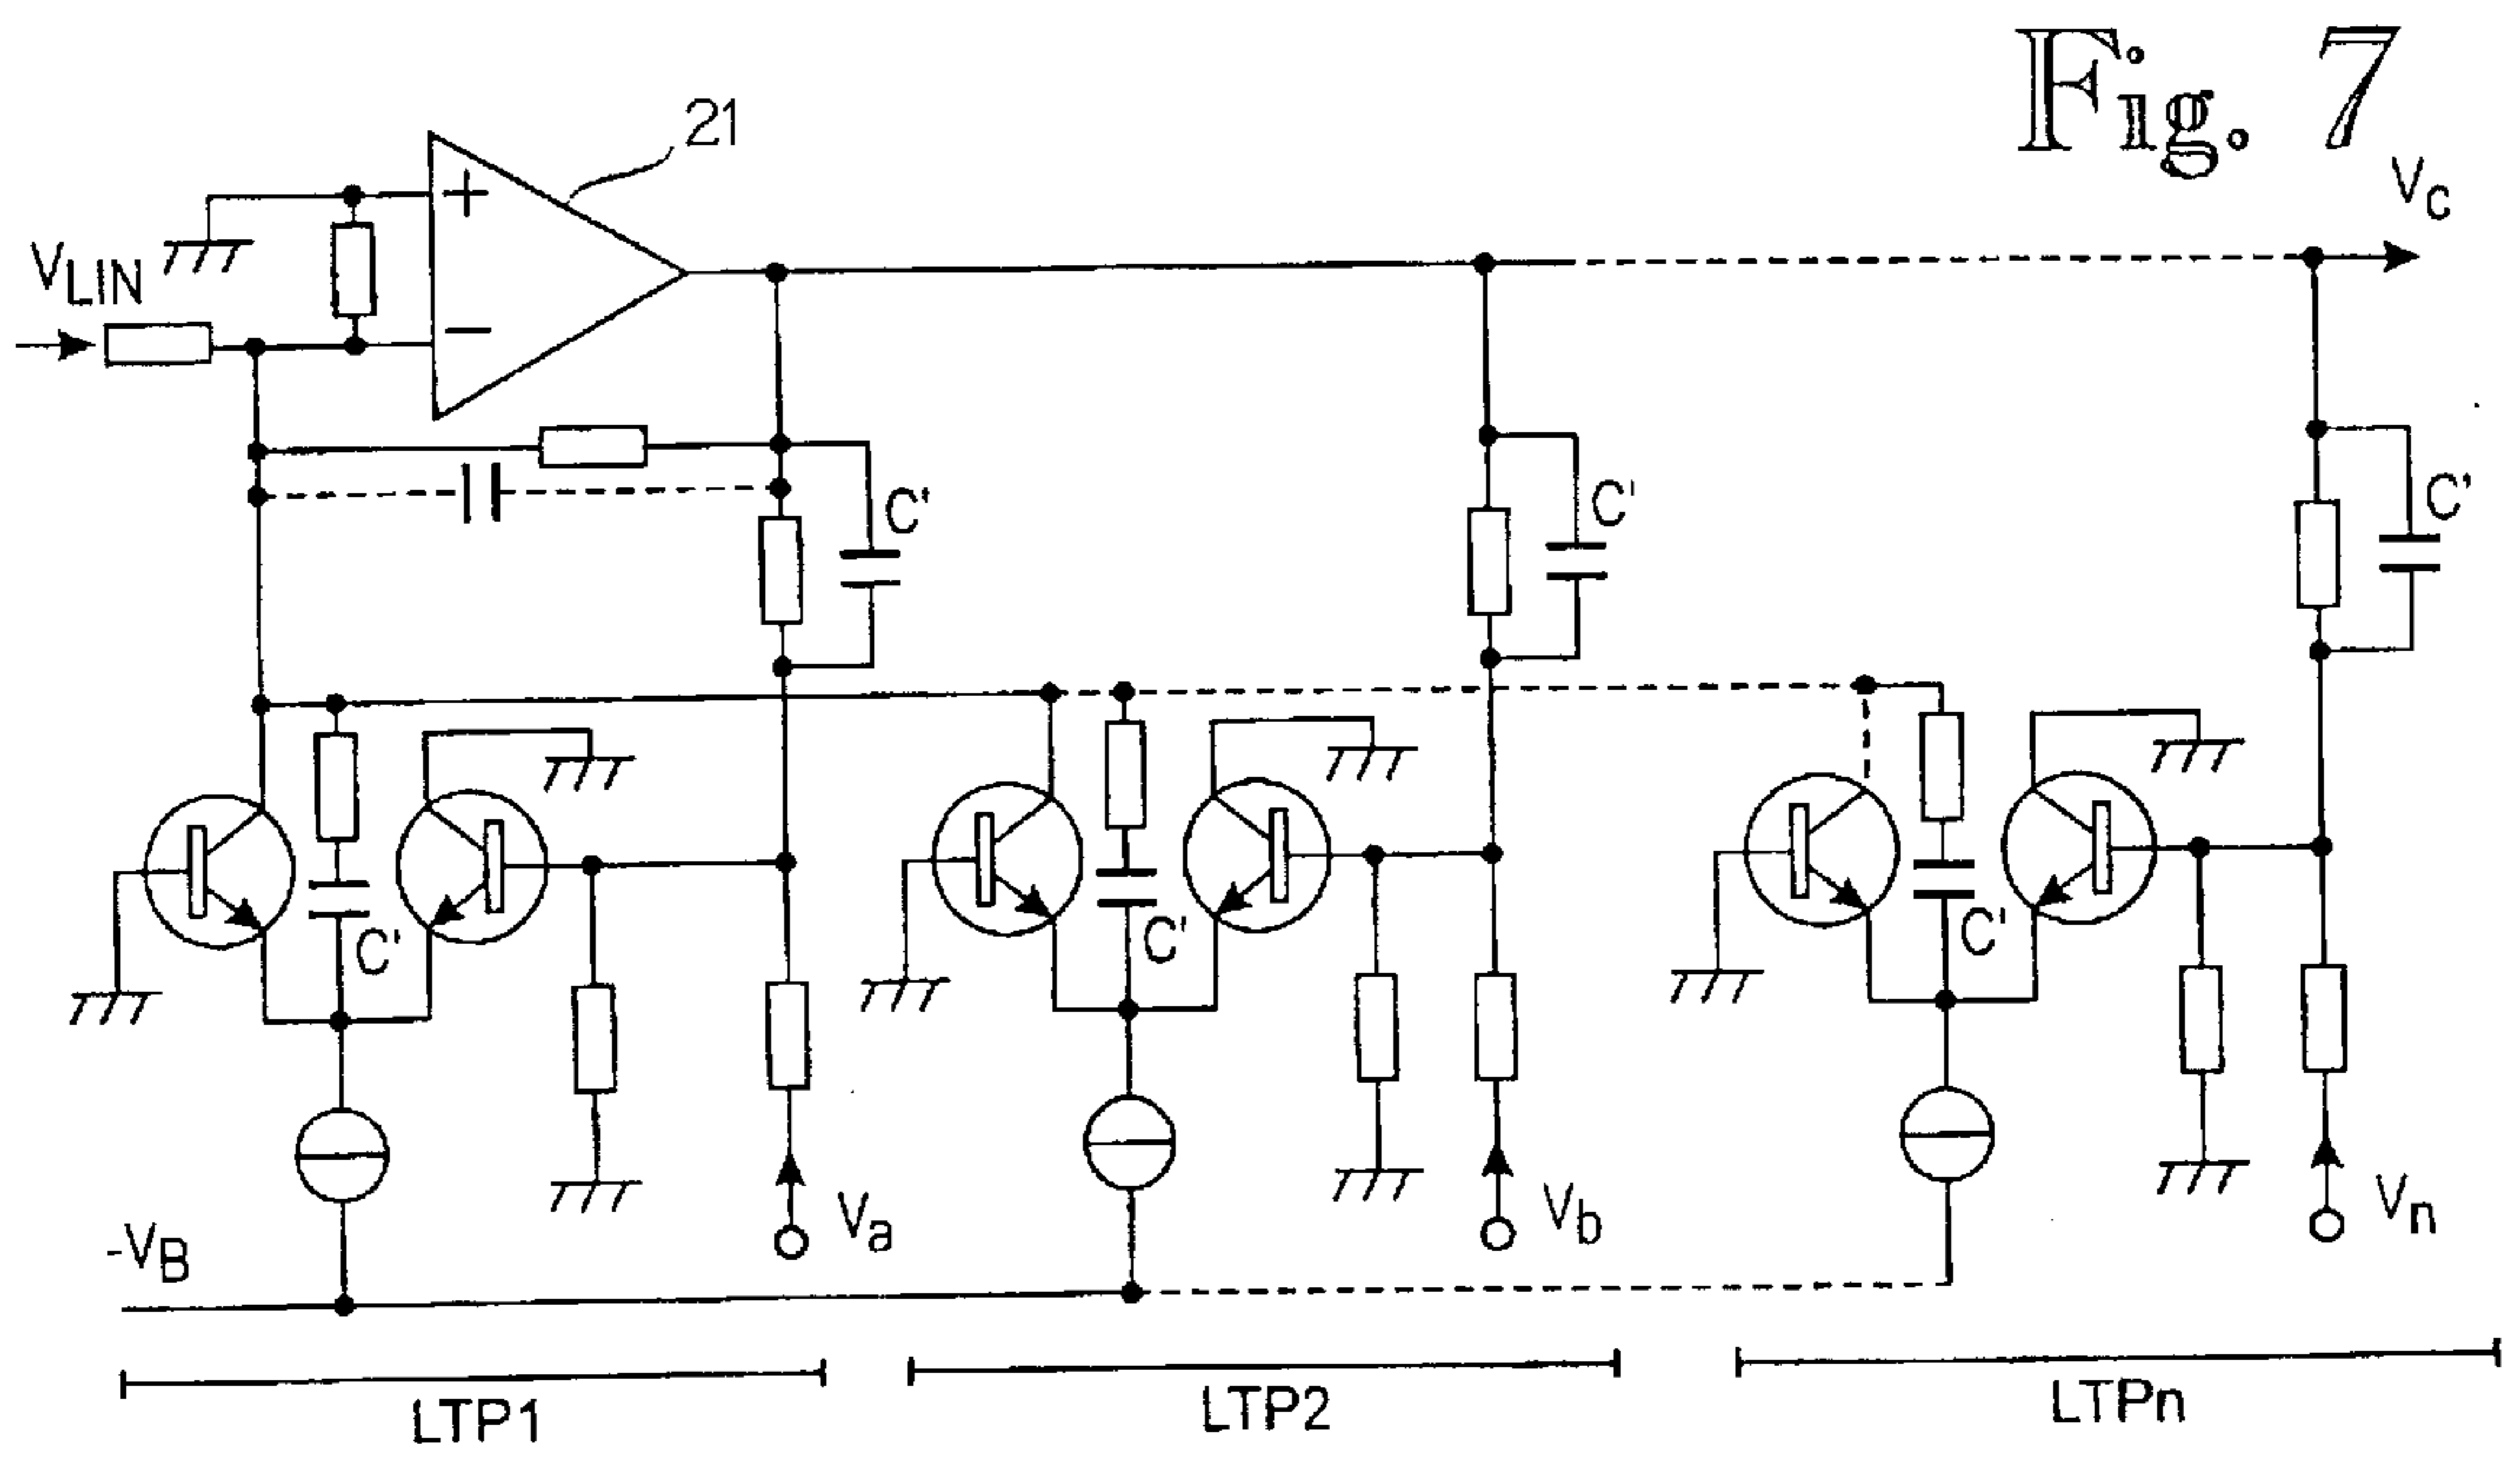 Fig. 7
21
VC
VLIN
+
−
C'
C'
C'
C'
C'
C'
Va
Vb
Vn
-VB
LTP1
LTP2
LTPn